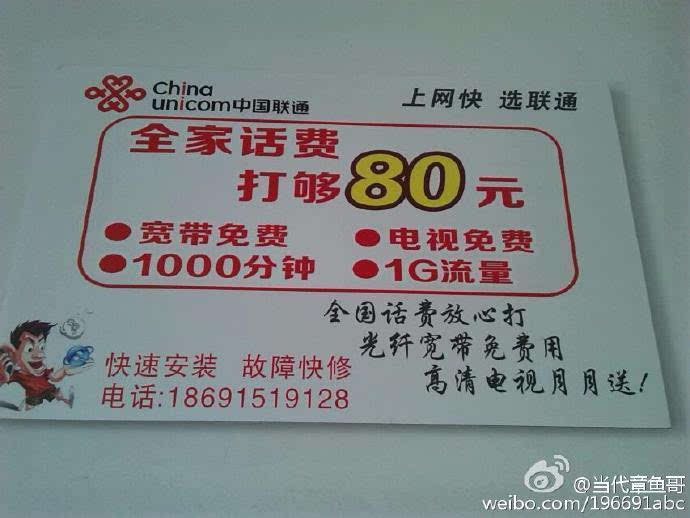 China
unicom中国联通
上网快 选联通
全家话费
打够80元
●宽带免费 ●电视免费
●1000分钟 ●1G流量
全国话费放心打
光纤宽带免费用
高清电视月月送!
快速安装 故障快修
电话:18691519128
@当代章鱼哥
weibo.com/196691abc